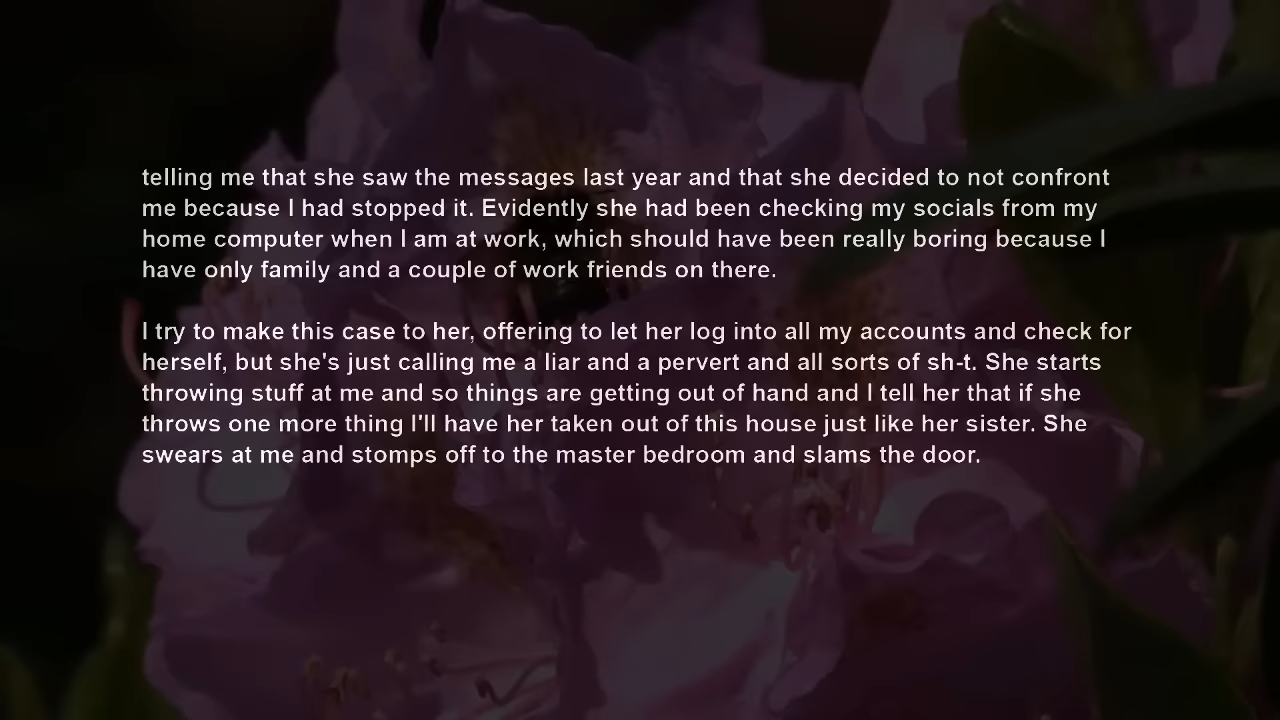 telling me that she saw the messages last year and that she decided to not confront
me because I had stopped it. Evidently she had been checking my socials from my
home computer when I am at work, which should have been really boring because I
have only family and a couple of work friends on there.
I try to make this case to her, offering to let her log into all my accounts and check for
herself, but she's just calling me a liar and a pervert and all sorts of sh-t. She starts
throwing stuff at me and so things are getting out of hand and I tell her that if she
throws one more thing I'll have her taken out of this house just like her sister. She
swears at me and stomps off to the master bedroom and slams the door.